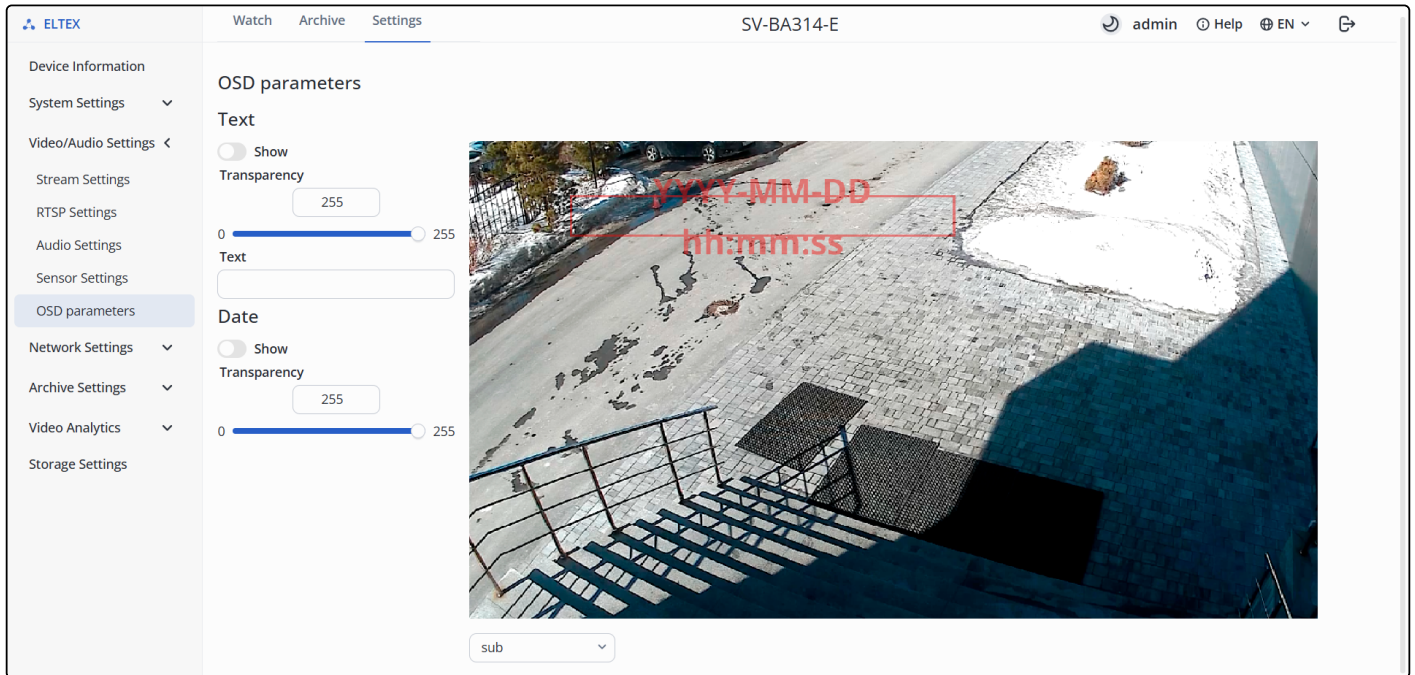 ELTEX
Watch Archive Settings
SV-BA314-E
admin Help EN
Device Information
System Settings
Video/Audio Settings
Stream Settings
RTSP Settings
Audio Settings
Sensor Settings
OSD parameters
Network Settings
Archive Settings
Video Analytics
Storage Settings
OSD parameters
Text
Show
Transparency
255
0 255
Text
Date
Show
Transparency
255
0 255
YYYY-MM-DD
hh:mm:ss
sub